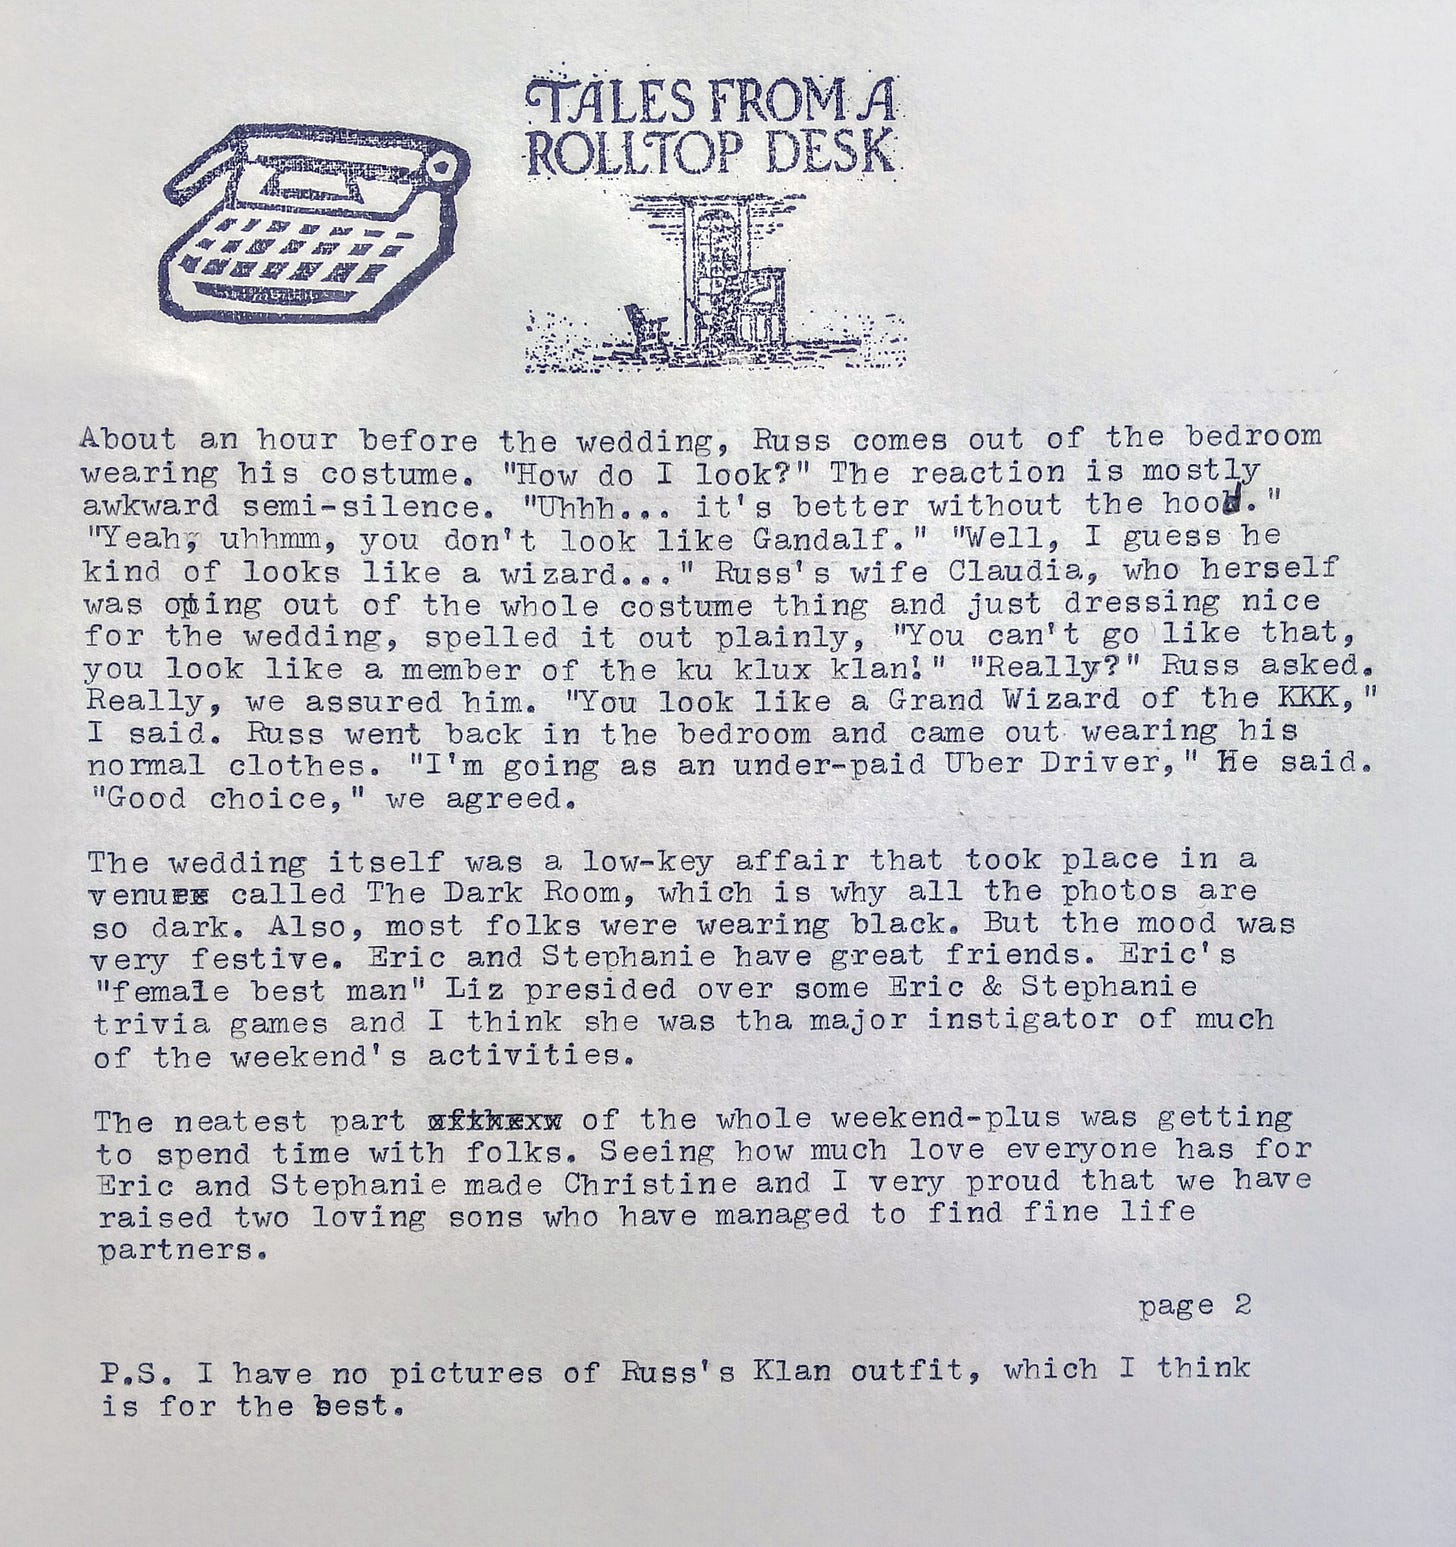 TALES FROM A
ROLLTOP DESK
About an hour before the wedding, Russ comes out of the bedroom
wearing his costume. "How do I look?" The reaction is mostly
awkward semi-silence. "Uhhh... it's better without the hood."
"Yeah, uhhmm, you don't look like Gandalf." "Well, I guess he
kind of looks like a wizard..." Russ's wife Claudia, who herself
was opting out of the whole costume thing and just dressing nice
for the wedding, spelled it out plainly, "You can't go like that,
you look like a member of the ku klux klan!" "Really?" Russ asked.
Really, we assured him. "You look like a Grand Wizard of the KKK,"
I said. Russ went back in the bedroom and came out wearing his
normal clothes. "I'm going as an under-paid Uber Driver," He said.
"Good choice," we agreed.
The wedding itself was a low-key affair that took place in a
venue called The Dark Room, which is why all the photos are
so dark. Also, most folks were wearing black. But the mood was
very festive. Eric and Stephanie have great friends. Eric's
"female best man" Liz presided over some Eric & Stephanie
trivia games and I think she was tha major instigator of much
of the weekend's activities.
The neatest part of the whole weekend-plus was getting
to spend time with folks. Seeing how much love everyone has for
Eric and Stephanie made Christine and I very proud that we have
raised two loving sons who have managed to find fine life
partners.
page 2
P.S. I have no pictures of Russ's Klan outfit, which I think
is for the best.